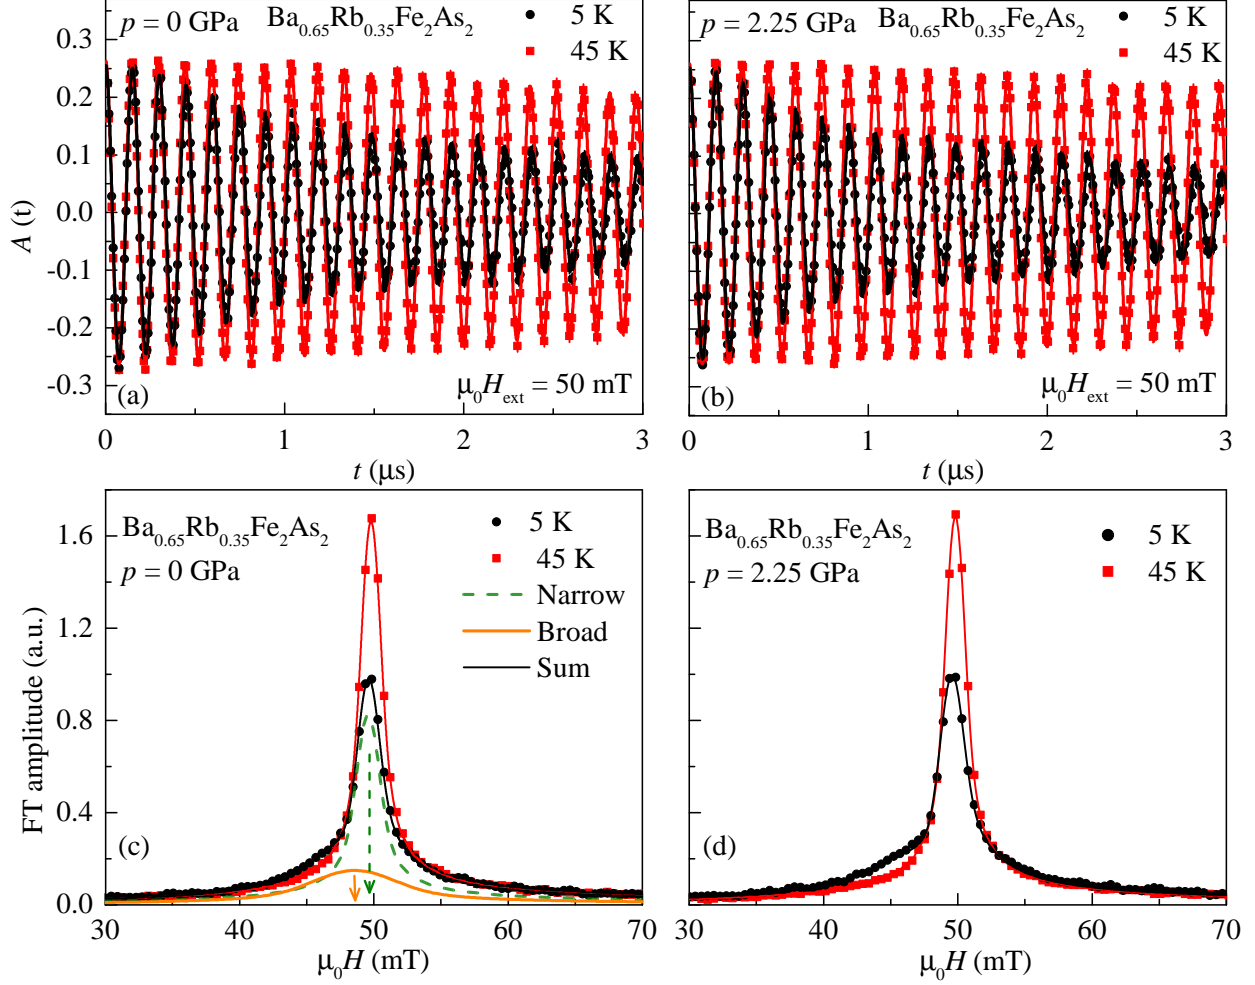 p = 0 GPa Ba0.65Rb0.35Fe2As2 5 K
45 K
0.3
0.2
0.1
0.0
-0.1
-0.2
-0.3
A (t)
(a) μ0Hext = 50 mT
0 1 2 3
t (μs)
p = 2.25 GPa Ba0.65Rb0.35Fe2As2 5 K
45 K
(b) μ0Hext = 50 mT
0 1 2 3
t (μs)
Ba0.65Rb0.35Fe2As2
p = 0 GPa
5 K
45 K
Narrow
Broad
Sum
1.6
1.2
0.8
0.4
0.0
FT amplitude (a.u.)
(c)
30 40 50 60 70
μ0H (mT)
Ba0.65Rb0.35Fe2As2
p = 2.25 GPa
5 K
45 K
(d)
30 40 50 60 70
μ0H (mT)